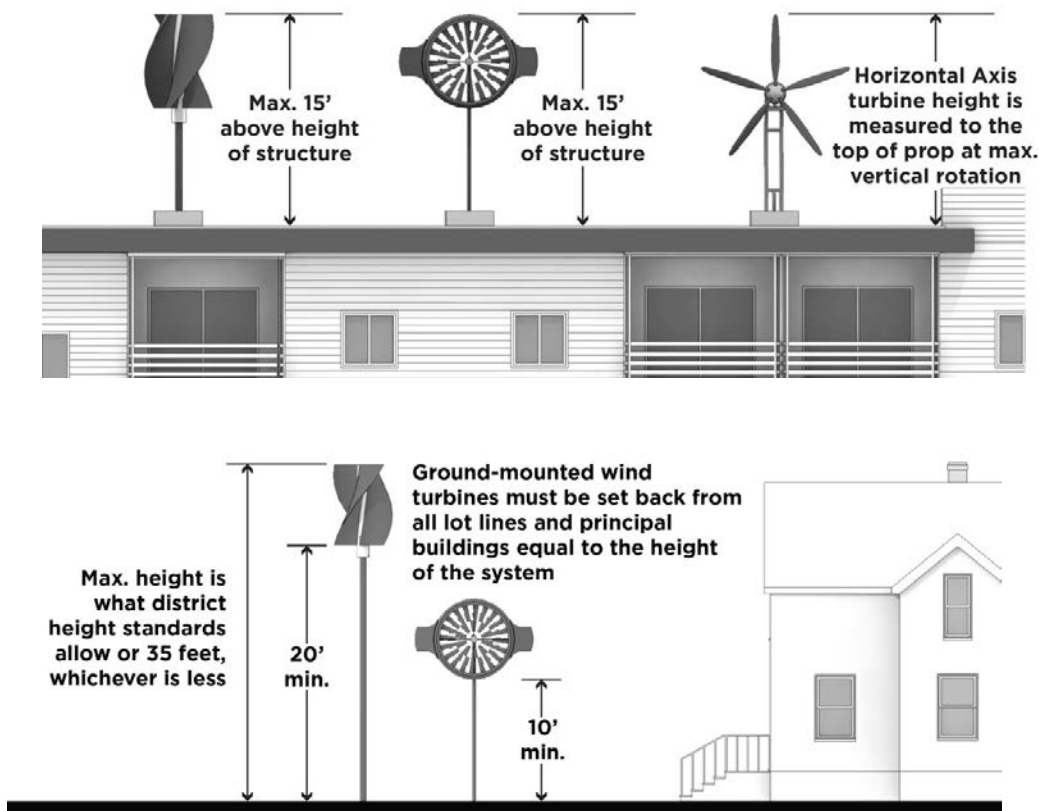 Max. 15'
above height
of structure
Max. 15'
above height
of structure
Horizontal Axis
turbine height is
measured to the
top of prop at max.
vertical rotation
Ground-mounted wind
turbines must be set back from
all lot lines and principal
buildings equal to the height
of the system
Max. height is
what district
height standards
allow or 35 feet,
whichever is less
20'
min.
10'
min.